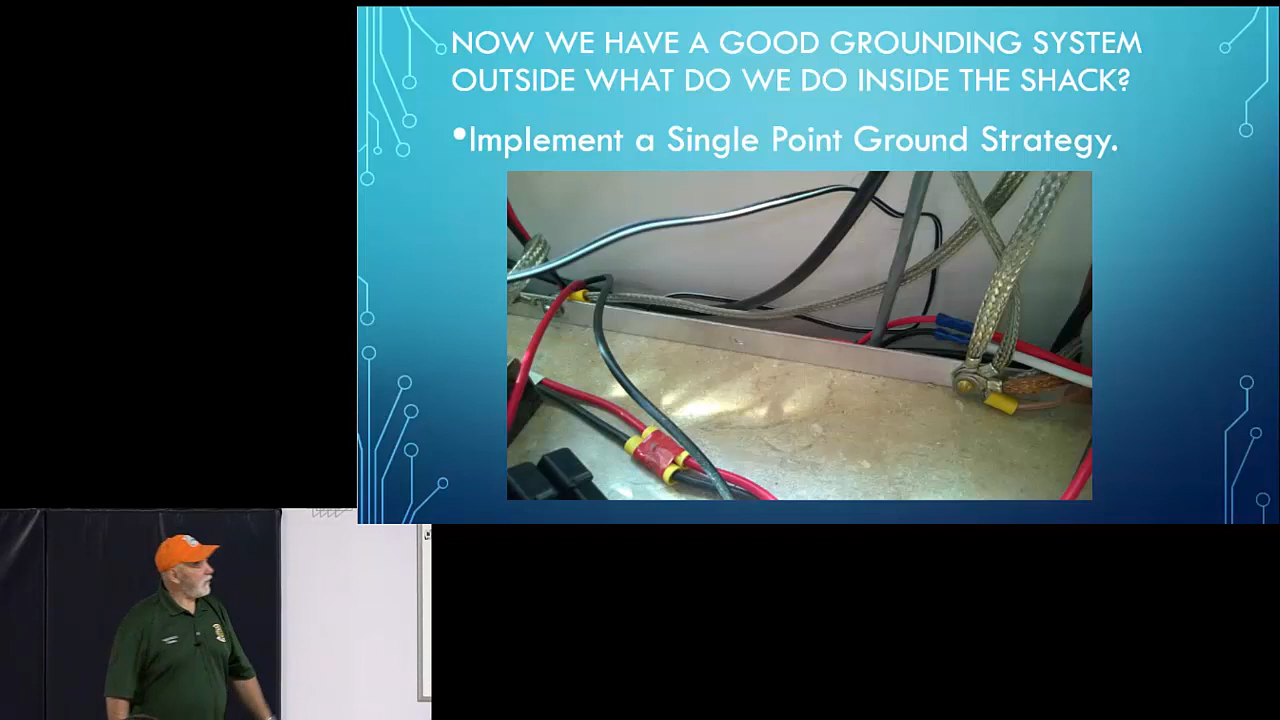 NOW WE HAVE A GOOD GROUNDING SYSTEM
OUTSIDE WHAT DO WE DO INSIDE THE SHACK?
•Implement a Single Point Ground Strategy.